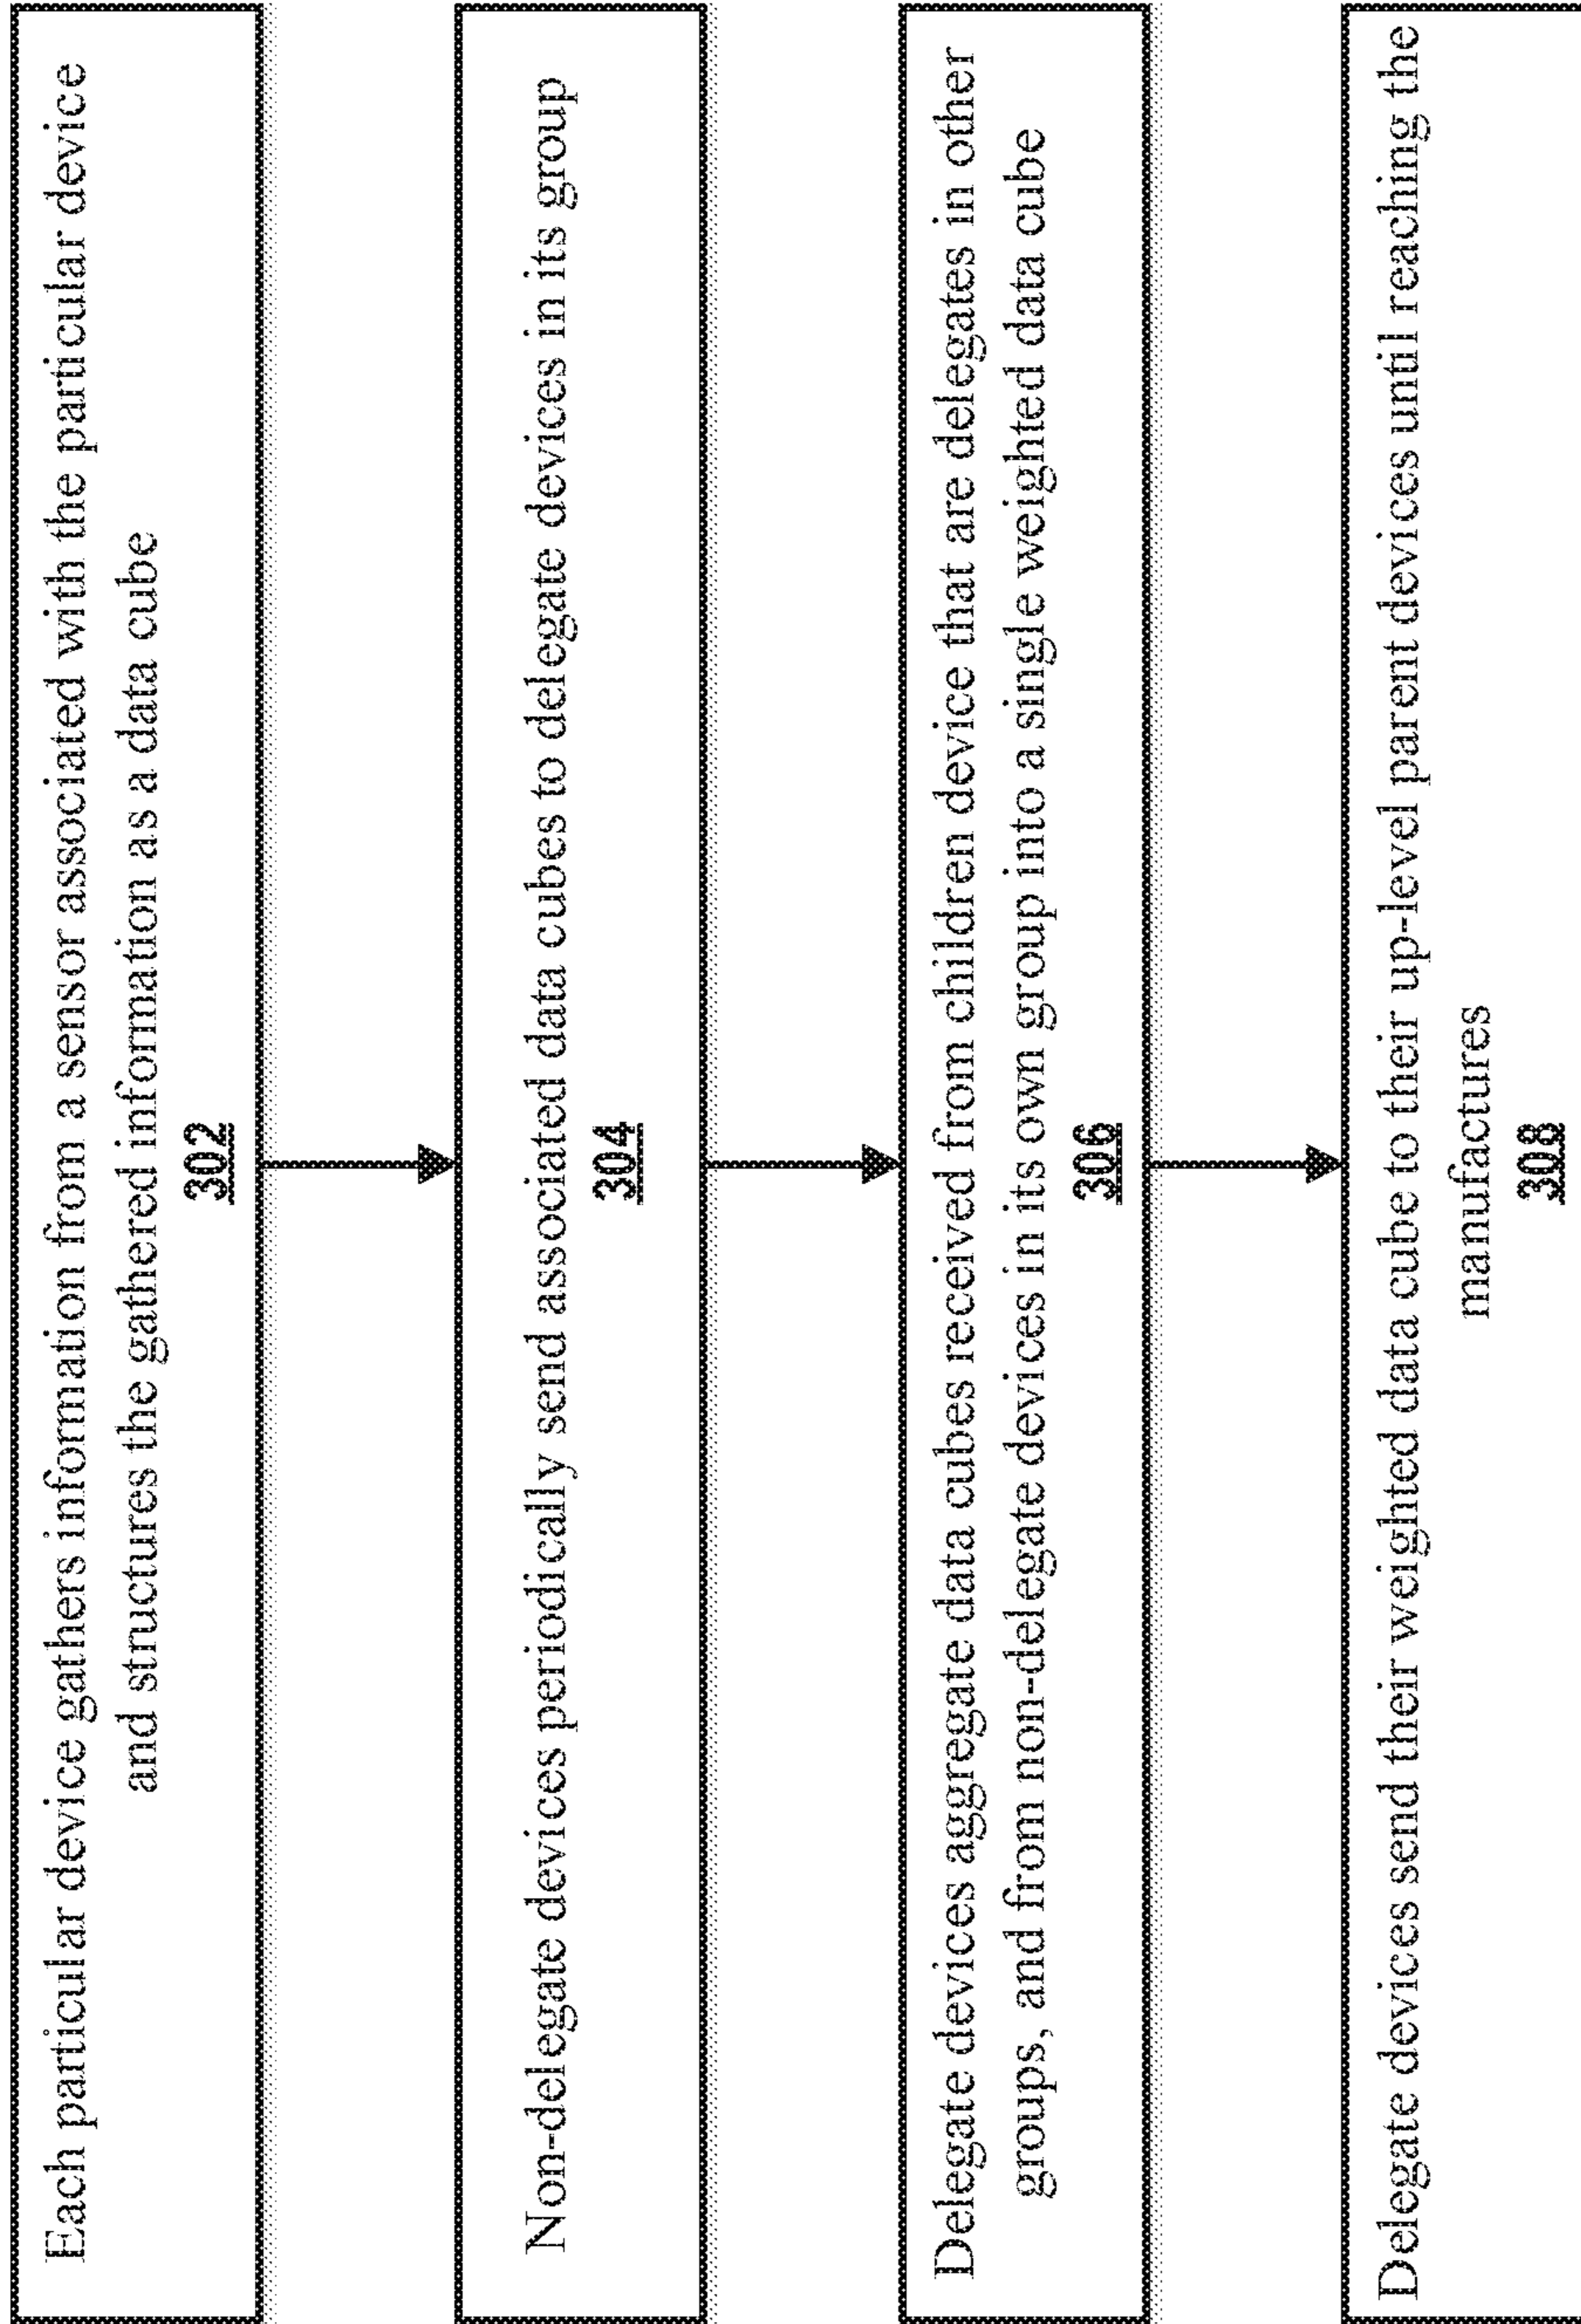 Each particular device gathers information from a sensor associated with the particular device
and structures the gathered information as a data cube
302
Non-delegate devices periodically send associated data cubes to delegate devices in its group
304
Delegate devices aggregate data cubes received from children device that are delegates in other
groups, and from non-delegate devices in its own group into a single weighted data cube
306
Delegate devices send their weighted data cube to their up-level parent devices until reaching the
manufactures
308